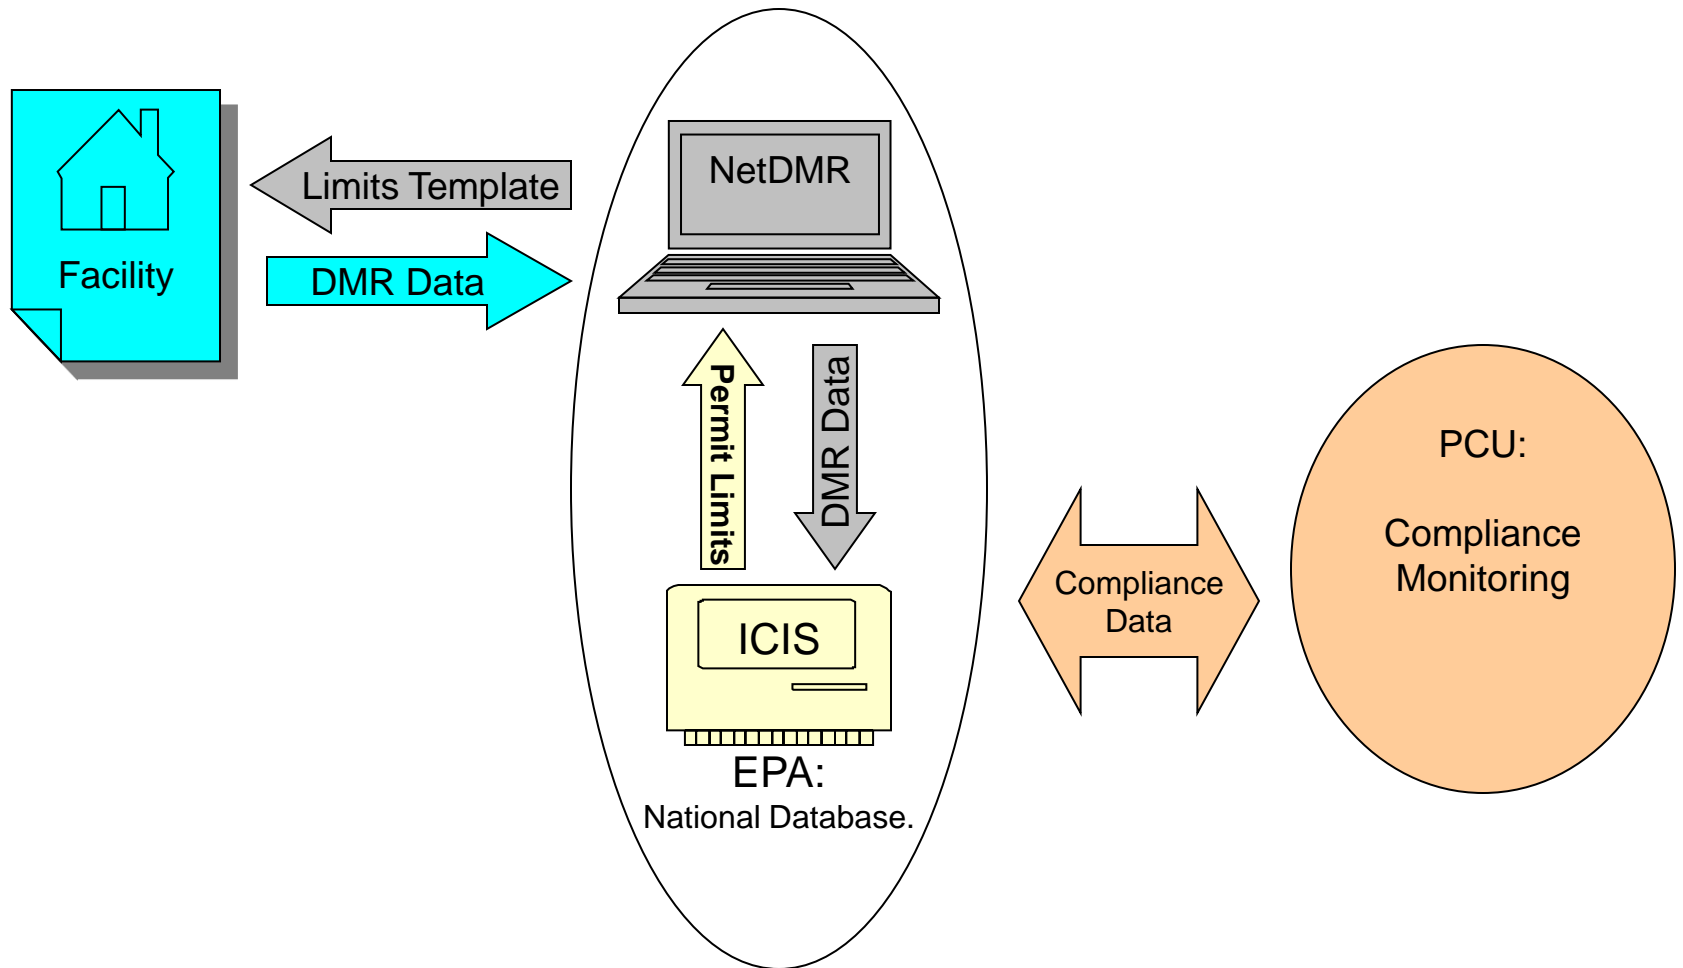 Facility
Limits Template
DMR Data
NetDMR
Permit Limits
DMR Data
ICIS
EPA:
National Database.
Compliance
Data
PCU:
Compliance
Monitoring